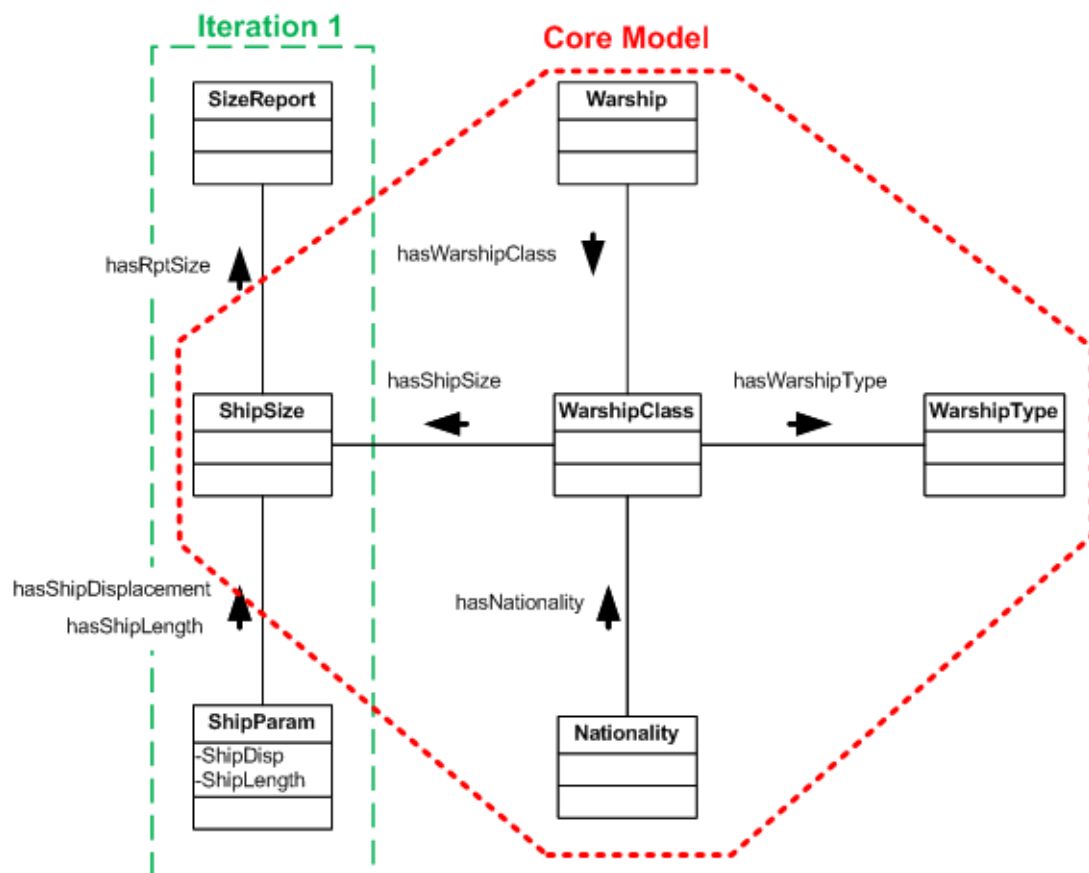 Iteration 1
Core Model
SizeReport
Warship
hasRptSize
hasWarshipClass
hasShipSize
hasWarshipType
ShipSize
WarshipClass
WarshipType
hasShipDisplacement
hasShipLength
hasNationality
ShipParam
-ShipDisp
-ShipLength
Nationality